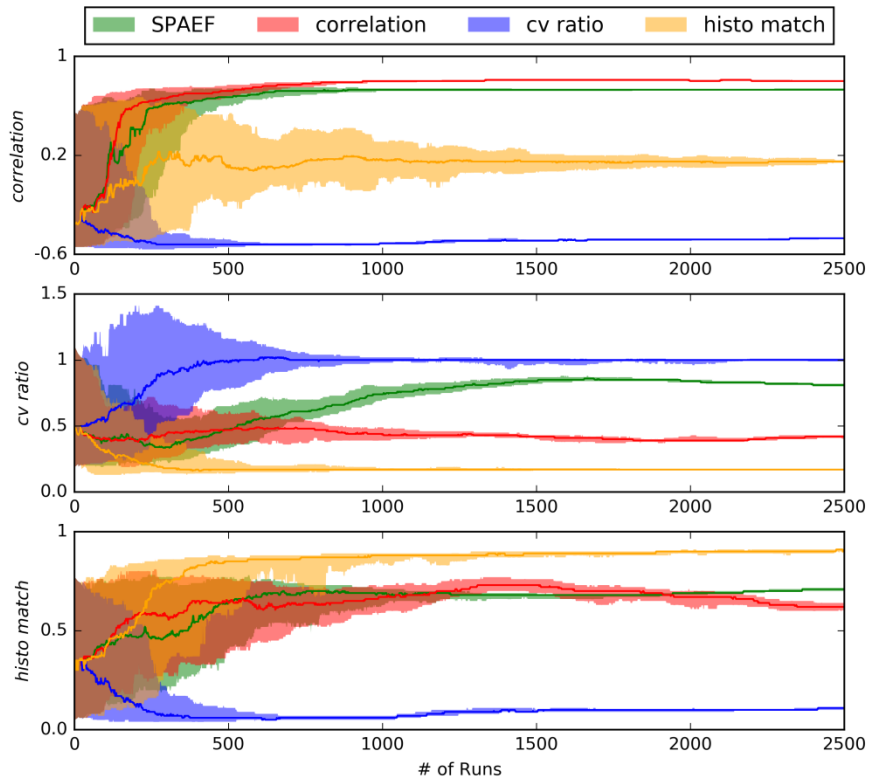 SPAEF correlation cv ratio histo match
1
0.2
-0.6
correlation
0 500 1000 1500 2000 2500
1.5
1.0
0.5
0.0
cv ratio
0 500 1000 1500 2000 2500
1
0.5
0.0
histo match
0 500 1000 1500 2000 2500
# of Runs